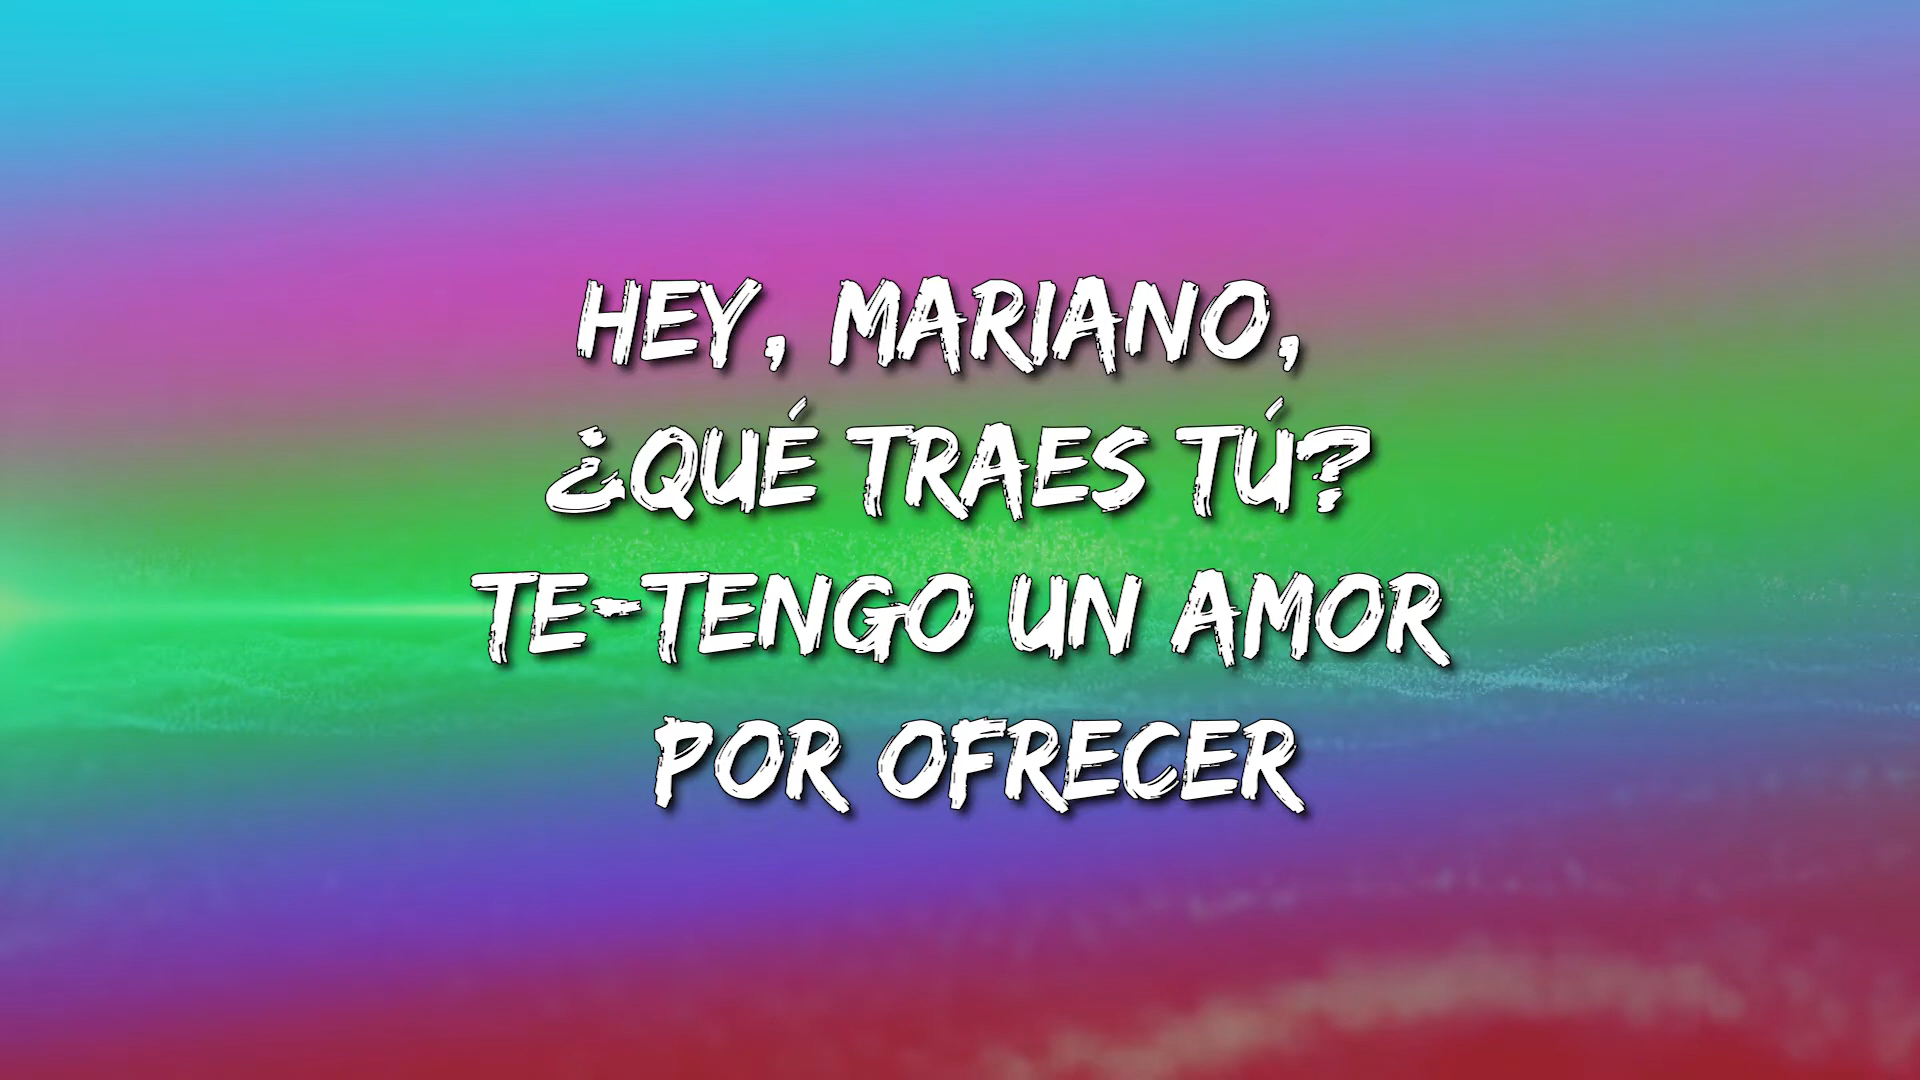 HEY, MARIANO,
¿QUÉ TRAES TÚ?
TE-TENGO UN AMOR
POR OFRECER